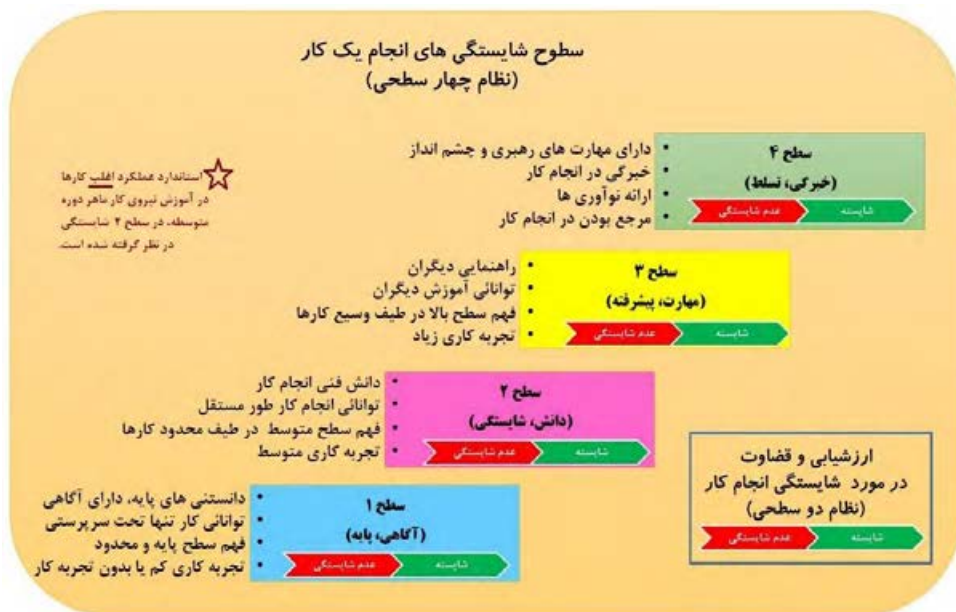 سطوح شایستگی های انجام یک کار
(نظام چهار سطحی)
سطح ۴
(خبرگی، تسلط)
عدم شایستگی
شایسته
• دارای مهارت های رهبری و چشم انداز
• خبرگی در انجام کار
• ارائه نوآوری ها
• مرجع بودن در انجام کار
استاندارد عملکرد اغلب کارها
در آموزش نیروی کار ماهر دوره
متوسطه، در سطح ۲ شایستگی
در نظر گرفته شده است.
سطح ۳
(مهارت، پیشرفته)
عدم شایستگی
شایسته
• راهنمایی دیگران
• توانائی آموزش دیگران
• فهم سطح بالا در طیف وسیع کارها
• تجربه کاری زیاد
سطح ۲
(دانش، شایستگی)
عدم شایستگی
شایسته
• دانش فنی انجام کار
• توانائی انجام کار طور مستقل
• فهم سطح متوسط در طیف محدود کارها
• تجربه کاری متوسط
سطح ۱
(آگاهی، پایه)
عدم شایستگی
شایسته
• دانستنی های پایه، دارای آگاهی
• توانائی کار تنها تحت سرپرستی
• فهم سطح پایه و محدود
• تجربه کاری کم یا بدون تجربه کار
ارزشیابی و قضاوت
در مورد شایستگی انجام کار
(نظام دو سطحی)
عدم شایستگی
شایسته